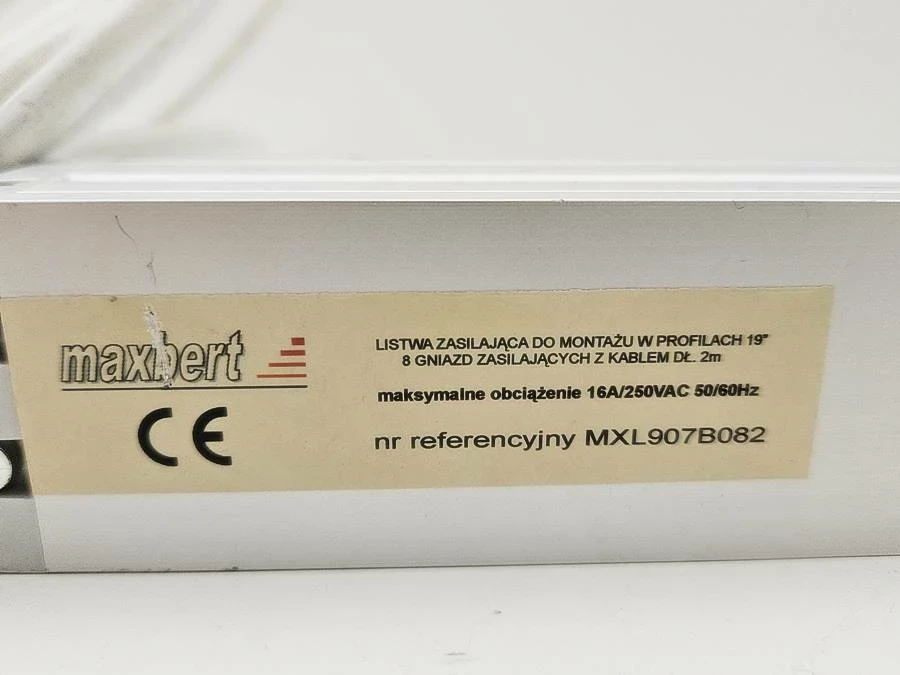 maxbert
CE
LISTWA ZASILAJĄCA DO MONTAŻU W PROFILACH 19"
8 GNIAZD ZASILAJĄCYCH Z KABLEM DŁ. 2m
maksymalne obciążenie 16A/250VAC 50/60Hz
nr referencyjny MXL907B082